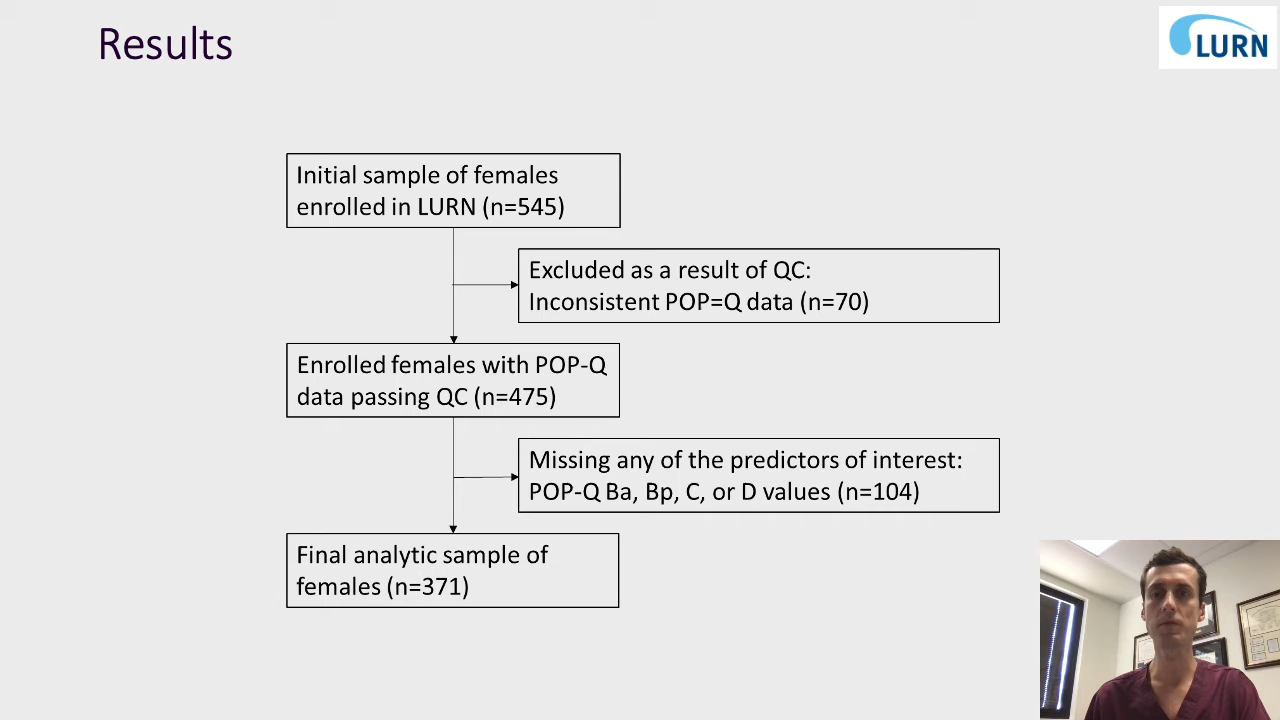 Results
LURN
Initial sample of females
enrolled in LURN (n=545)
Excluded as a result of QC:
Inconsistent POP=Q data (n=70)
Enrolled females with POP-Q
data passing QC (n=475)
Missing any of the predictors of interest:
POP-Q Ba, Bp, C, or D values (n=104)
Final analytic sample of
females (n=371)